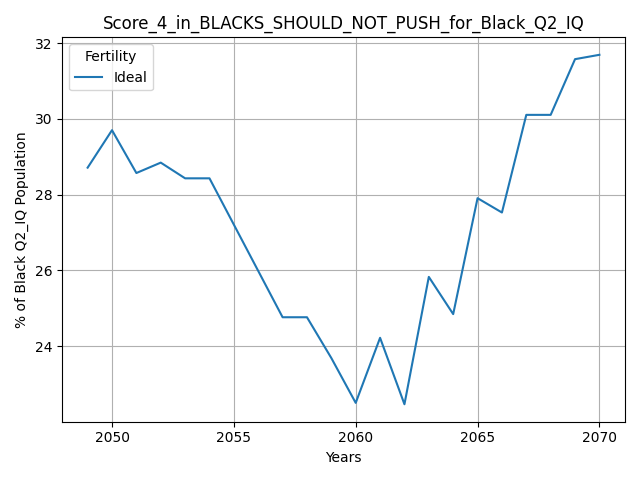 Score_4_in_BLACKS_SHOULD_NOT_PUSH_for_Black_Q2_IQ
Fertility
Ideal
% of Black Q2_IQ Population
32
30
28
26
24
2050
2055
2060
2065
2070
Years